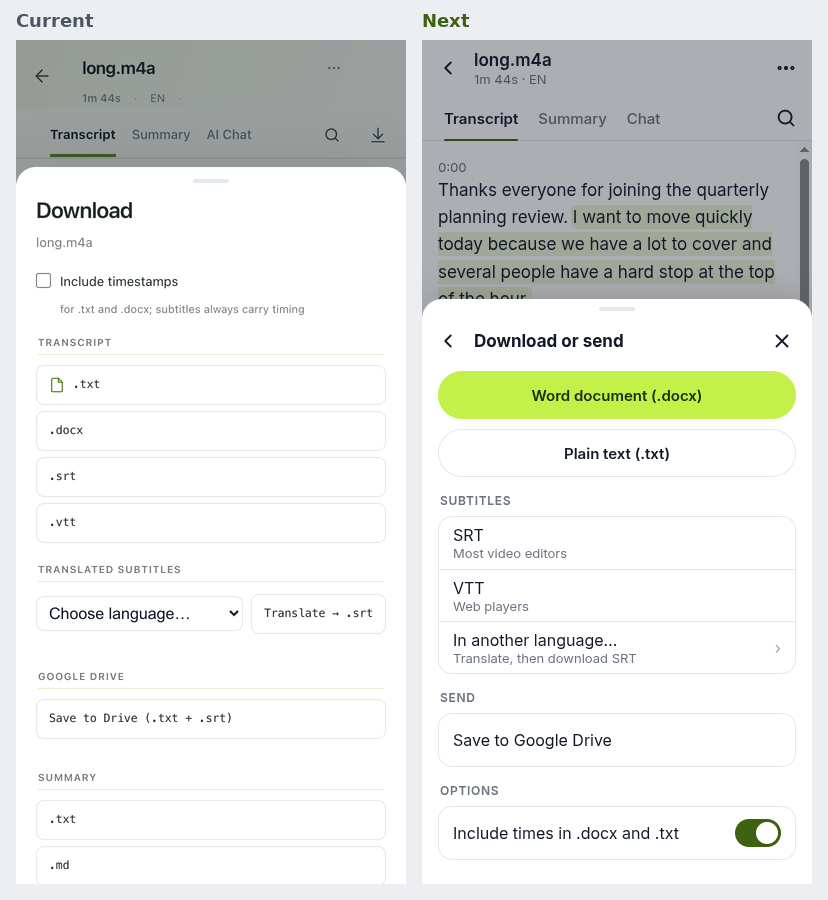 Current
long.m4a
...
1m 44s · EN ·
Transcript Summary AI Chat
Download
long.m4a
Include timestamps
for .txt and .docx; subtitles always carry timing
TRANSCRIPT
.txt
.docx
.srt
.vtt
TRANSLATED SUBTITLES
Choose language... Translate → .srt
GOOGLE DRIVE
Save to Drive (.txt + .srt)
SUMMARY
.txt
.md
Next
long.m4a
1m 44s · EN
Transcript Summary Chat
0:00
Thanks everyone for joining the quarterly
planning review. I want to move quickly
today because we have a lot to cover and
several people have a hard stop at the top
of the hour.
Download or send
Word document (.docx)
Plain text (.txt)
SUBTITLES
SRT
Most video editors
VTT
Web players
In another language...
Translate, then download SRT
SEND
Save to Google Drive
OPTIONS
Include times in .docx and .txt